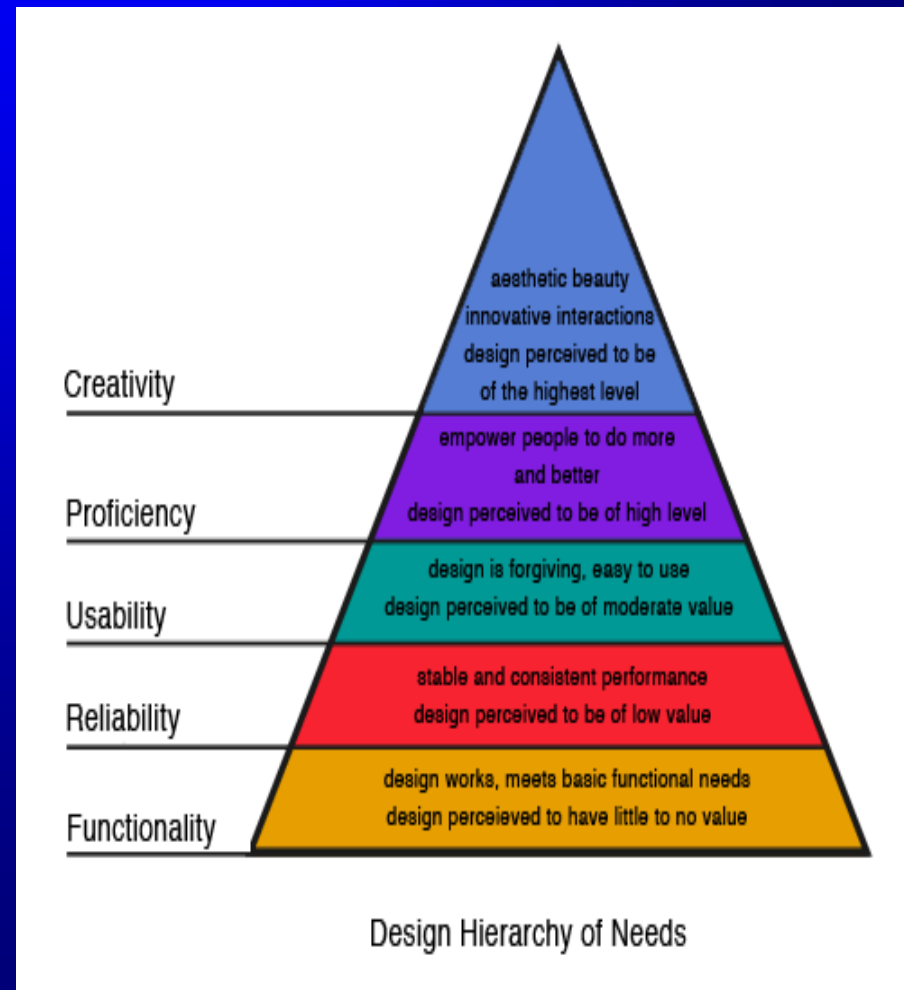 aesthetic beauty
innovative interactions
design perceived to be
of the highest level
Creativity
empower people to do more
and better
design perceived to be of high level
Proficiency
design is forgiving, easy to use
design perceived to be of moderate value
Usability
stable and consistent performance
design perceived to be of low value
Reliability
design works, meets basic functional needs
design perceieved to have little to no value
Functionality
Design Hierarchy of Needs